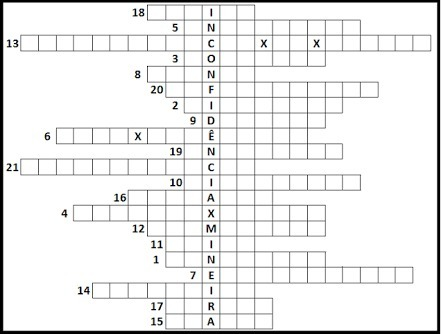 18 I
5 N
13 C X X
3 O
8 N
20 F
2 I
9 D
6 X Ê
19 N
21 C
10 I
16 A
4 X
12 M
11 I
1 N
7 E
14 I
17 R
15 A